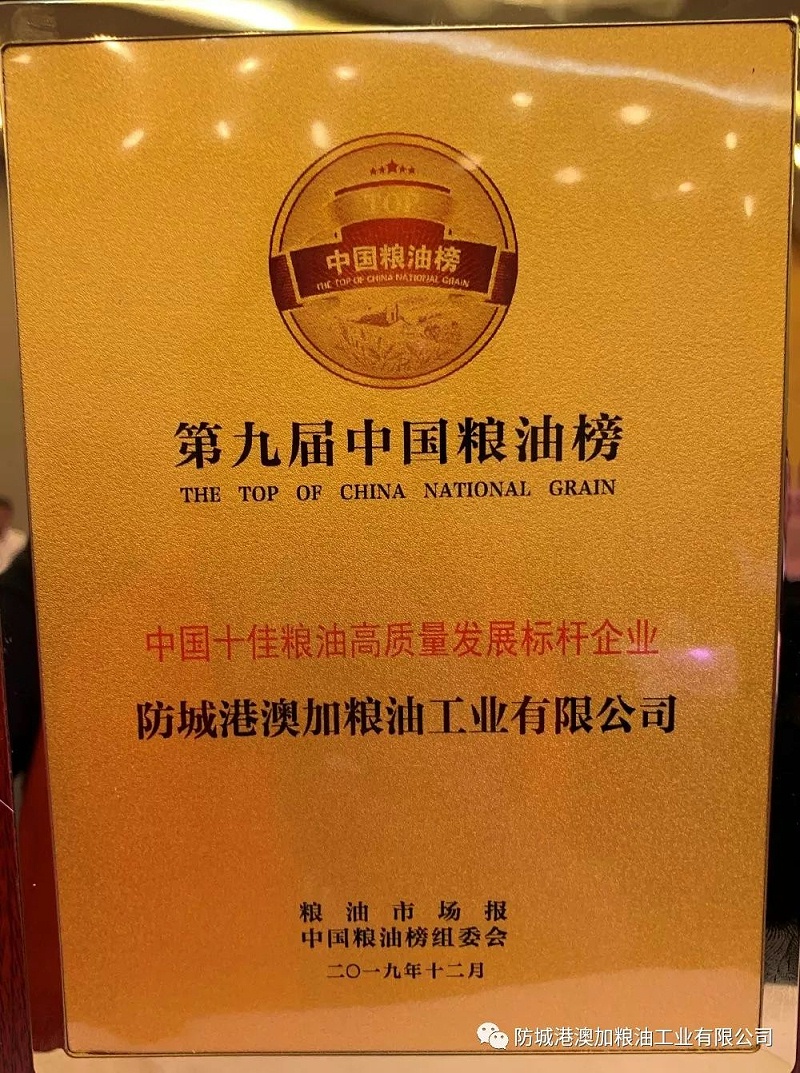 TOP
中国粮油榜
THE TOP OF CHINA NATIONAL GRAIN
第九届中国粮油榜
THE TOP OF CHINA NATIONAL GRAIN
中国十佳粮油高质量发展标杆企业
防城港澳加粮油工业有限公司
粮油市场报
中国粮油榜组委会
二〇一九年十二月
防城港澳加粮油工业有限公司